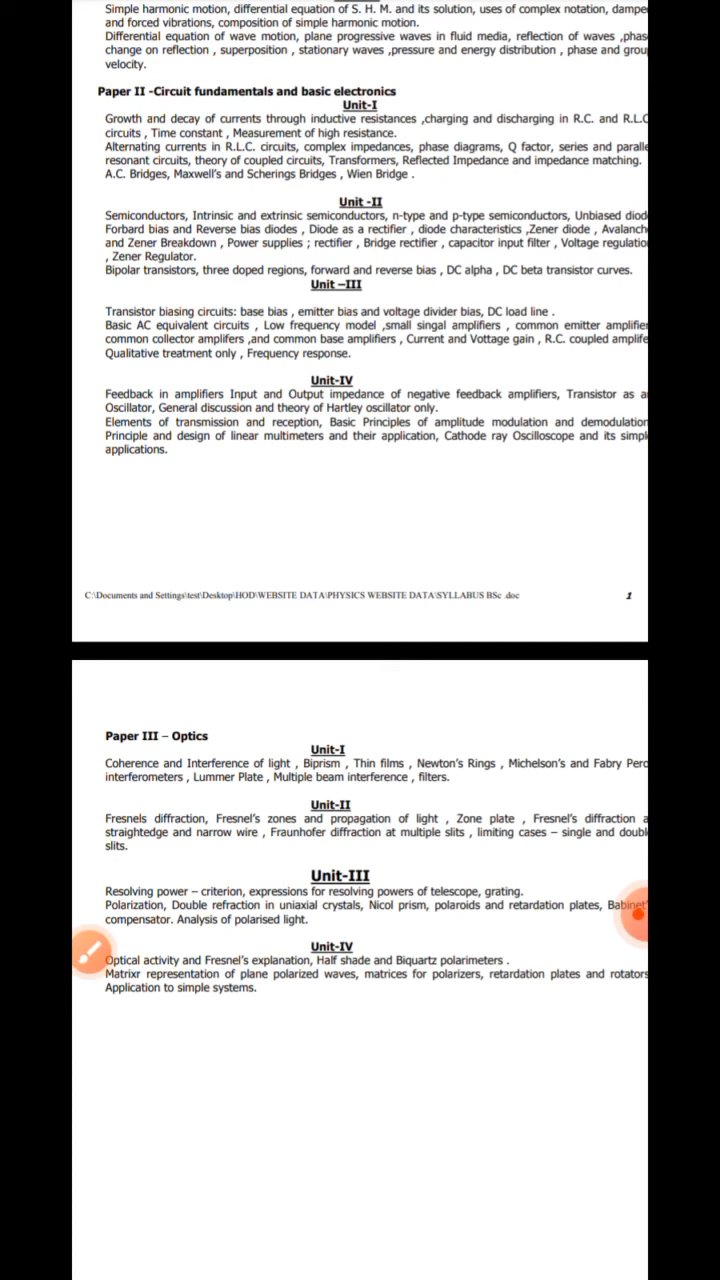 Simple harmonic motion, differential equation of S. H. M. and its solution, uses of complex notation,
and forced vibrations, composition of simple harmonic motion.
Differential equation of wave motion, plane progressive waves in fluid media, reflection of waves ,
change on reflection , superposition , stationary waves ,pressure and energy distribution , phase and
velocity.
Paper II -Circuit fundamentals and basic electronics
Unit-I
Growth and decay of currents through inductive resistances ,charging and discharging in R.C. and R.L.C
circuits , Time constant , Measurement of high resistance.
Alternating currents in R.L.C. circuits, complex impedances, phase diagrams, Q factor, series and
resonant circuits, theory of coupled circuits, Transformers, Reflected Impedance and impedance matching.
A.C. Bridges, Maxwell's and Scherings Bridges , Wien Bridge .
Unit -II
Semiconductors, Intrinsic and extrinsic semiconductors, n-type and p-type semiconductors, Unbiased
Forbard bias and Reverse bias diodes , Diode as a rectifier , diode characteristics ,Zener diode ,
and Zener Breakdown , Power supplies ; rectifier , Bridge rectifier , capacitor input filter , Voltage
, Zener Regulator.
Bipolar transistors, three doped regions, forward and reverse bias , DC alpha , DC beta transistor curves.
Unit –III
Transistor biasing circuits: base bias , emitter bias and voltage divider bias, DC load line .
Basic AC equivalent circuits , Low frequency model ,small singal amplifiers , common emitter
common collector amplifers ,and common base amplifiers , Current and Vottage gain , R.C. coupled
Qualitative treatment only , Frequency response.
Unit-IV
Feedback in amplifiers Input and Output impedance of negative feedback amplifiers, Transistor as
Oscillator, General discussion and theory of Hartley oscillator only.
Elements of transmission and reception, Basic Principles of amplitude modulation and demodulation
Principle and design of linear multimeters and their application, Cathode ray Oscilloscope and its
applications.
C:\Documents and Settings\test\Desktop\HOD\WEBSITE DATA\PHYSICS WEBSITE DATA\SYLLABUS BSc .doc 1
Paper III – Optics
Unit-I
Coherence and Interference of light , Biprism , Thin films , Newton's Rings , Michelson's and Fabry
interferometers , Lummer Plate , Multiple beam interference , filters.
Unit-II
Fresnels diffraction, Fresnel's zones and propagation of light , Zone plate , Fresnel's diffraction
straightedge and narrow wire , Fraunhofer diffraction at multiple slits , limiting cases – single and
slits.
Unit-III
Resolving power – criterion, expressions for resolving powers of telescope, grating.
Polarization, Double refraction in uniaxial crystals, Nicol prism, polaroids and retardation plates,
compensator. Analysis of polarised light.
Unit-IV
Optical activity and Fresnel's explanation, Half shade and Biquartz polarimeters .
Matrixr representation of plane polarized waves, matrices for polarizers, retardation plates and rotators
Application to simple systems.